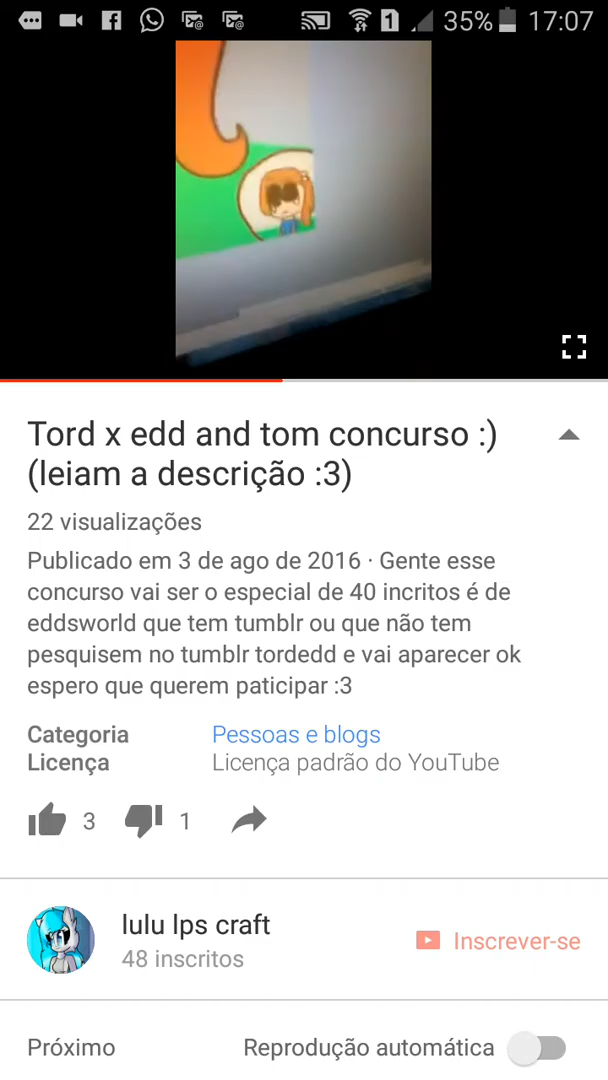 35% 17:07
Tord x edd and tom concurso :)
(leiam a descrição :3)
22 visualizações
Publicado em 3 de ago de 2016 · Gente esse
concurso vai ser o especial de 40 incritos é de
eddsworld que tem tumblr ou que não tem
pesquisem no tumblr tordedd e vai aparecer ok
espero que querem paticipar :3
Categoria Pessoas e blogs
Licença Licença padrão do YouTube
3 1
lulu lps craft
48 inscritos
Inscrever-se
Próximo Reprodução automática